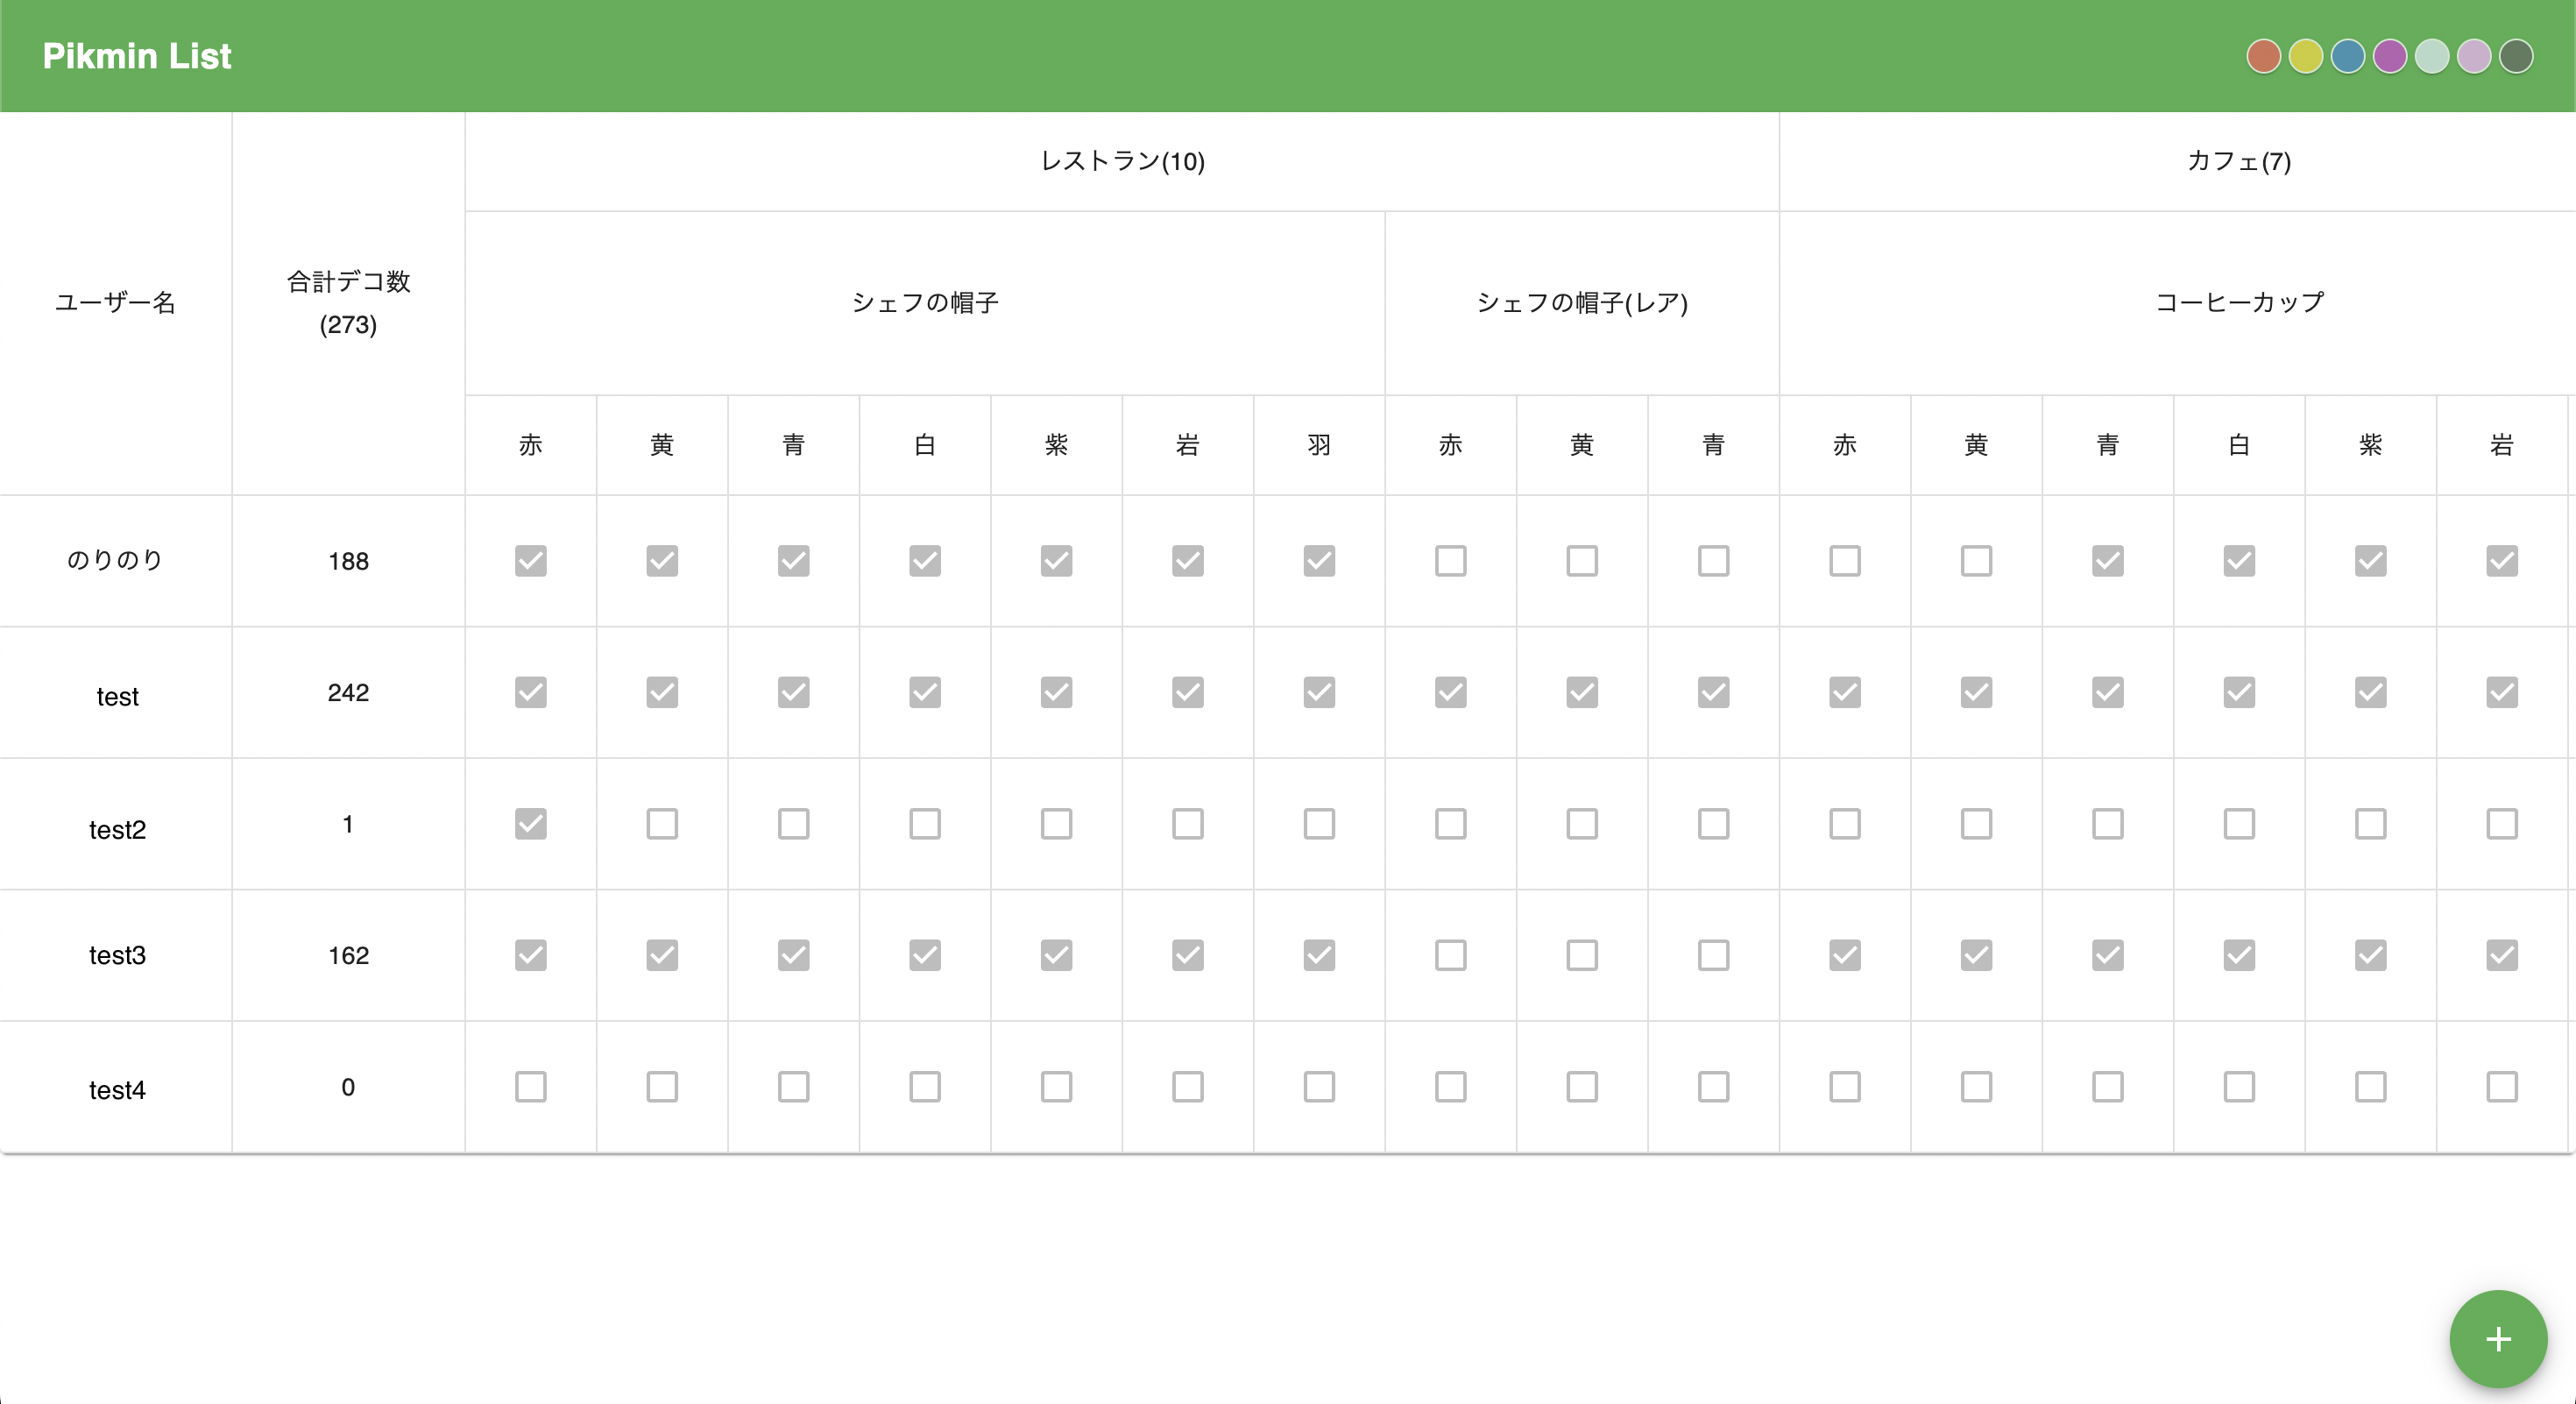 Pikmin List
レストラン(10)
カフェ(7)
ユーザー名
合計デコ数
(273)
シェフの帽子
シェフの帽子(レア)
コーヒーカップ
赤 黄 青 白 紫 岩 羽 赤 黄 青 赤 黄 青 白 紫 岩
のりのり 188
test 242
test2 1
test3 162
test4 0
+